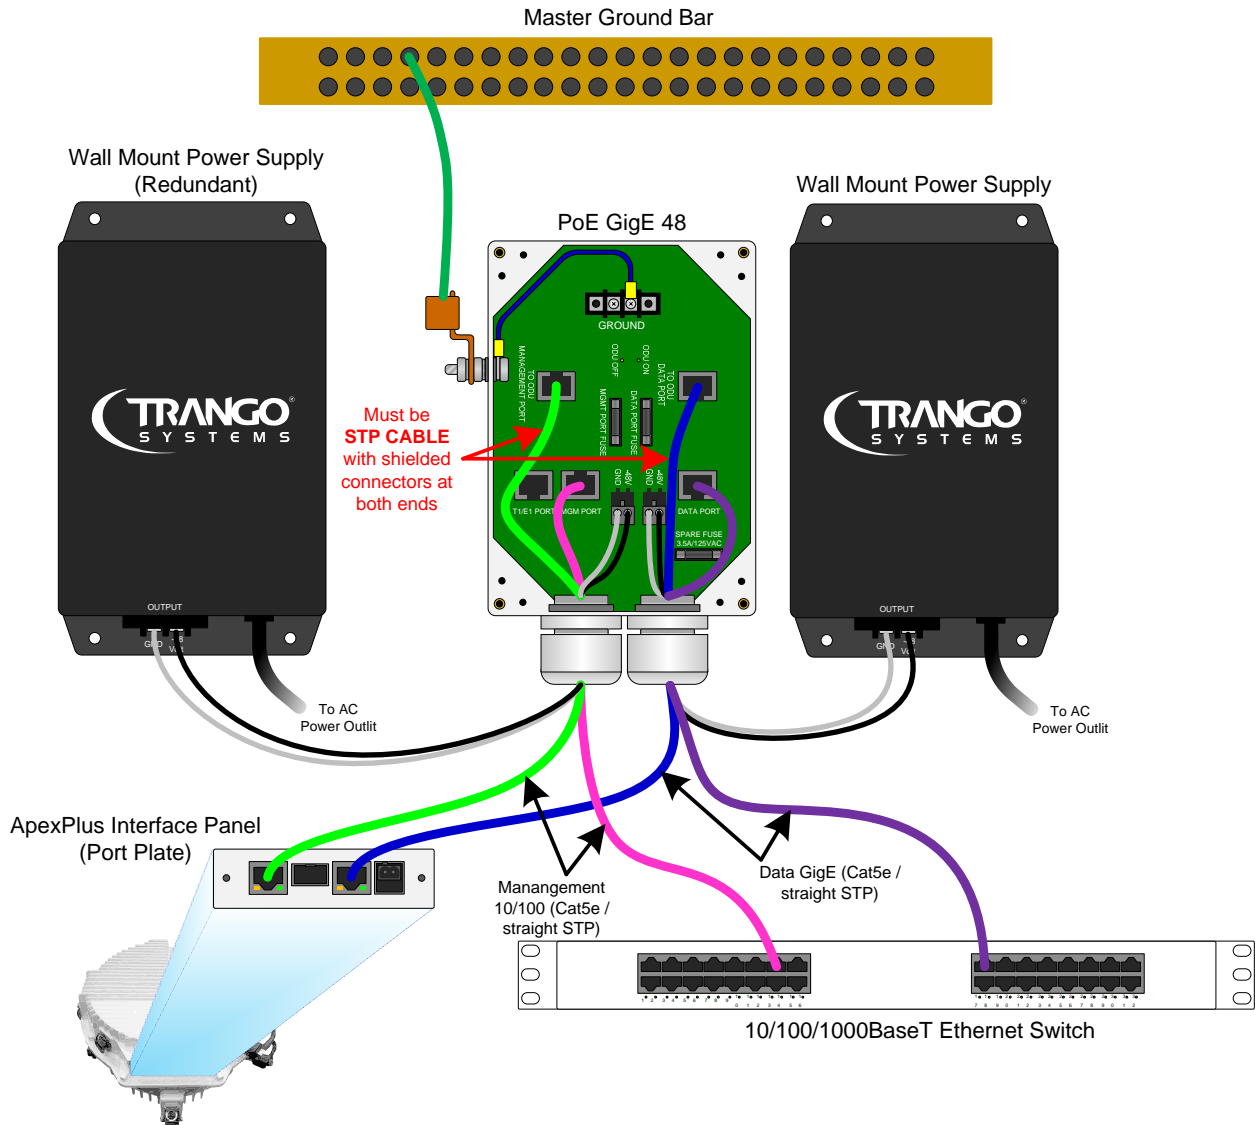 Master Ground Bar
Wall Mount Power Supply
(Redundant)
Wall Mount Power Supply
PoE GigE 48
GROUND
ODU OFF
ODU ON
TO ODU
MANAGEMENT PORT
TO ODU
DATA PORT
MGMT PORT FUSE
DATA PORT FUSE
Must be
STP CABLE
with shielded
connectors at
both ends
TRANGO
SYSTEMS
TRANGO
SYSTEMS
GND
-48V
GND
-48V
T1/E1 PORT
MGM PORT
DATA PORT
SPARE FUSE
3.5A/125VAC
OUTPUT
GND
Volt
OUTPUT
GND
To AC
Power Outlit
To AC
Power Outlit
ApexPlus Interface Panel
(Port Plate)
Manangement
10/100 (Cat5e /
straight STP)
Data GigE (Cat5e /
straight STP)
10/100/1000BaseT Ethernet Switch